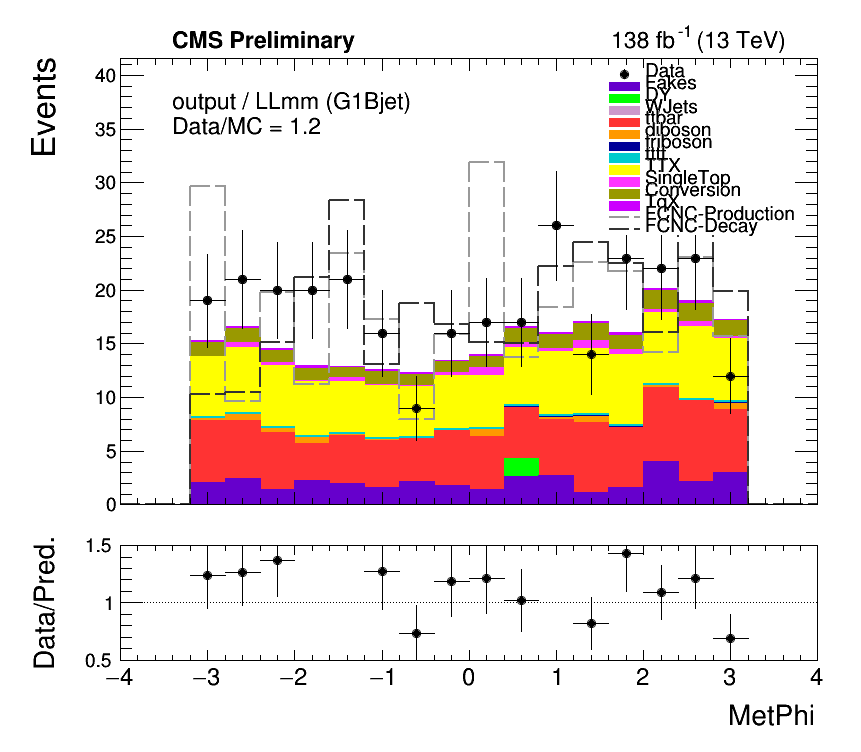 CMS Preliminary 138 fb-1 (13 TeV)
Events
output / LLmm (G1Bjet)
Data/MC = 1.2
Data
Fakes
DY
WJets
ttbar
diboson
triboson
tttt
TTX
SingleTop
Conversion
TqX
FCNC-Production
FCNC-Decay
40
35
30
25
20
15
10
5
0
Data/Pred.
1.5
1
0.5
−4 −3 −2 −1 0 1 2 3 4
MetPhi